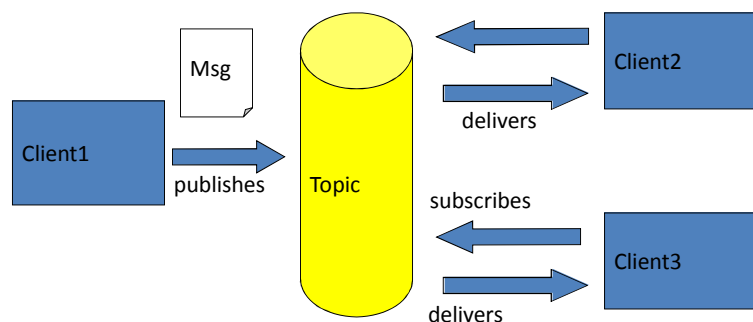 Msg
Client1
publishes
Topic
Client2
delivers
subscribes
Client3
delivers